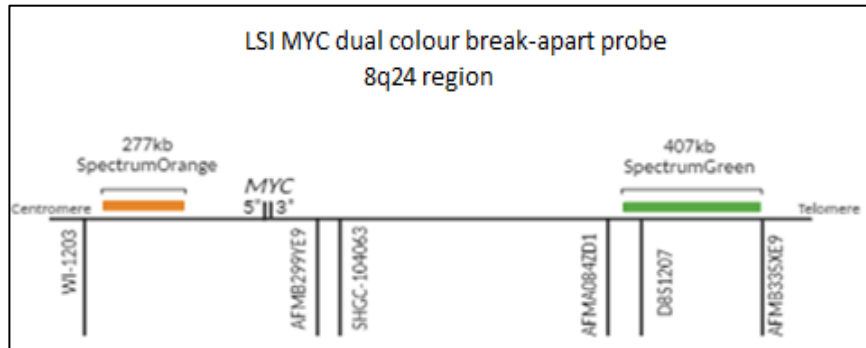 LSI MYC dual colour break-apart probe
8q24 region
277kb
SpectrumOrange
407kb
SpectrumGreen
MYC
5" 3"
Centromere
Telomere
WI-1203
AFMB299YE9
SHGC-104063
AFMA084ZD1
D8S1207
AFMB335XE9